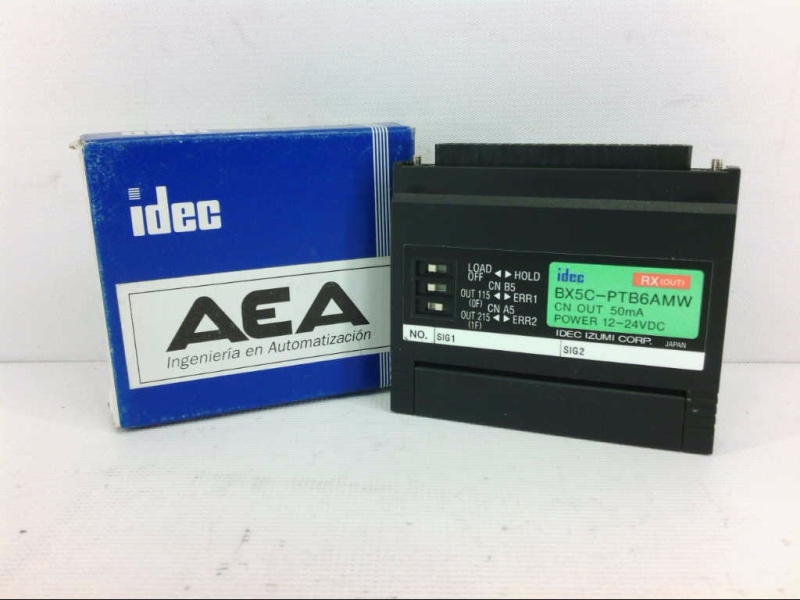 idec
AEA
Ingeniería en Automatización
LOAD OFF ◄ ► HOLD
CN B5
OUT 115 (0F) ◄ ► ERR1
CN A5
OUT 215 (1F) ◄ ► ERR2
idec RX (OUT)
BX5C-PTB6AMW
CN OUT 50mA
POWER 12-24VDC
IDEC IZUMI CORP. JAPAN
NO. SIG1 SIG2